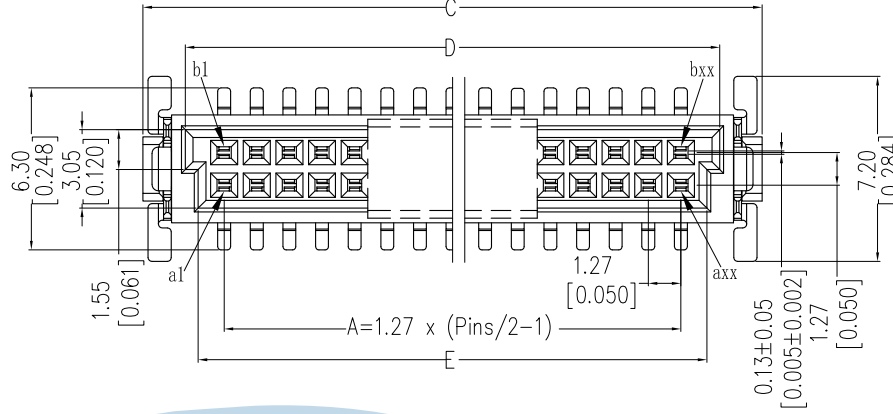 C
D
b1
bxx
6.30
[0.248]
3.05
[0.120]
7.20
[0.284]
1.55
[0.061]
a1
1.27
[0.050]
axx
A=1.27 x (Pins/2-1)
E
0.13±0.05
[0.005±0.002]
1.27
[0.050]